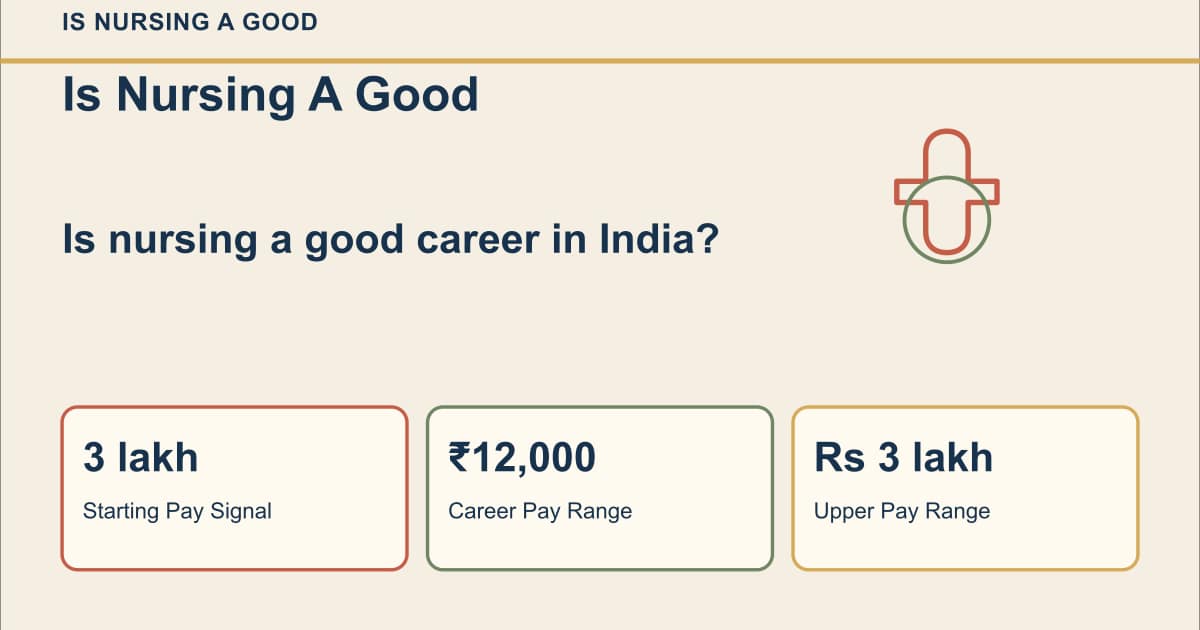 IS NURSING A GOOD
Is Nursing A Good
Is nursing a good career in India?
3 lakh
Starting Pay Signal
₹12,000
Career Pay Range
Rs 3 lakh
Upper Pay Range